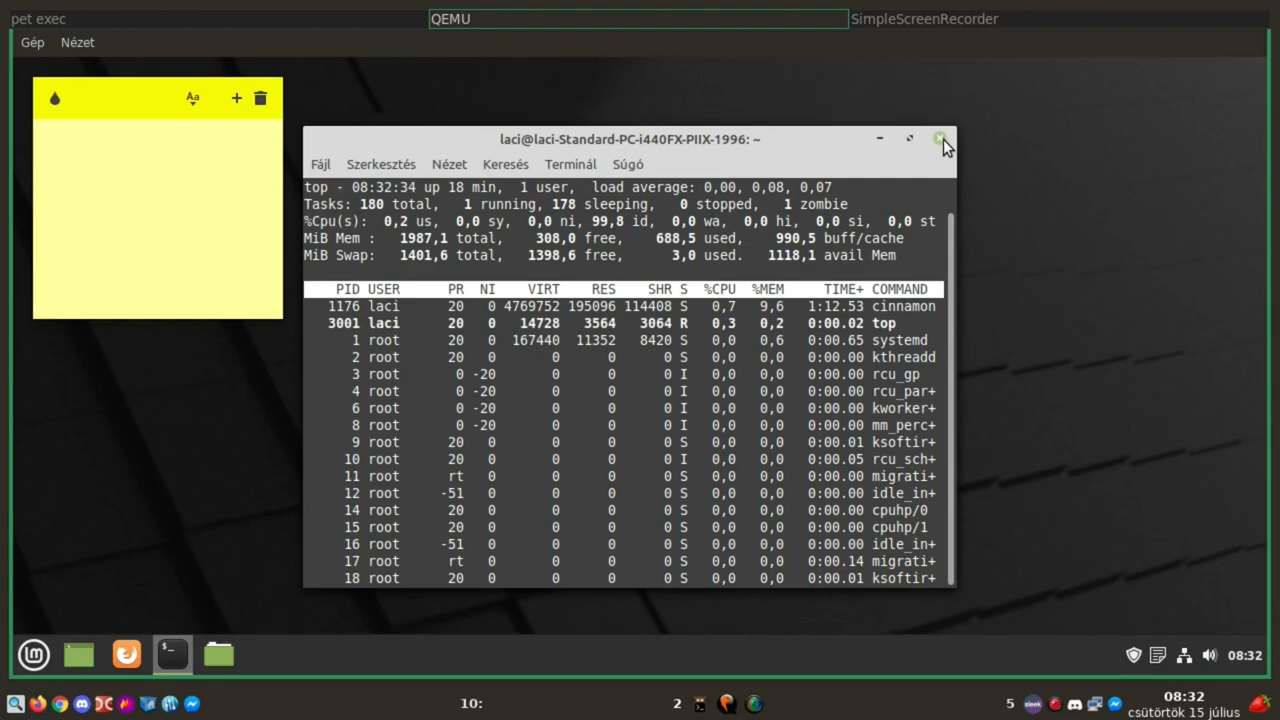 pet exec
QEMU
SimpleScreenRecorder
Gép Nézet
Aa
laci@laci-Standard-PC-i440FX-PIIX-1996: ~
Fájl Szerkesztés Nézet Keresés Terminál Súgó
top - 08:32:34 up 18 min, 1 user, load average: 0,00, 0,08, 0,07
Tasks: 180 total, 1 running, 178 sleeping, 0 stopped, 1 zombie
%Cpu(s): 0,2 us, 0,0 sy, 0,0 ni, 99,8 id, 0,0 wa, 0,0 hi, 0,0 si, 0,0 st
MiB Mem : 1987,1 total, 308,0 free, 688,5 used, 990,5 buff/cache
MiB Swap: 1401,6 total, 1398,6 free, 3,0 used. 1118,1 avail Mem
PID USER PR NI VIRT RES SHR S %CPU %MEM TIME+ COMMAND
1176 laci 20 0 4769752 195096 114408 S 0,7 9,6 1:12.53 cinnamon
3001 laci 20 0 14728 3564 3064 R 0,3 0,2 0:00.02 top
1 root 20 0 167440 11352 8420 S 0,0 0,6 0:00.65 systemd
2 root 20 0 0 0 0 S 0,0 0,0 0:00.00 kthreadd
3 root 0 -20 0 0 0 I 0,0 0,0 0:00.00 rcu_gp
4 root 0 -20 0 0 0 I 0,0 0,0 0:00.00 rcu_par+
6 root 0 -20 0 0 0 I 0,0 0,0 0:00.00 kworker+
8 root 0 -20 0 0 0 I 0,0 0,0 0:00.00 mm_perc+
9 root 20 0 0 0 0 S 0,0 0,0 0:00.01 ksoftir+
10 root 20 0 0 0 0 I 0,0 0,0 0:00.05 rcu_sch+
11 root rt 0 0 0 0 S 0,0 0,0 0:00.00 migrati+
12 root -51 0 0 0 0 S 0,0 0,0 0:00.00 idle_in+
14 root 20 0 0 0 0 S 0,0 0,0 0:00.00 cpuhp/0
15 root 20 0 0 0 0 S 0,0 0,0 0:00.00 cpuhp/1
16 root -51 0 0 0 0 S 0,0 0,0 0:00.00 idle_in+
17 root rt 0 0 0 0 S 0,0 0,0 0:00.14 migrati+
18 root 20 0 0 0 0 S 0,0 0,0 0:00.01 ksoftir+
08:32
10:
2
5
sleek
08:32
csütörtök 15 július